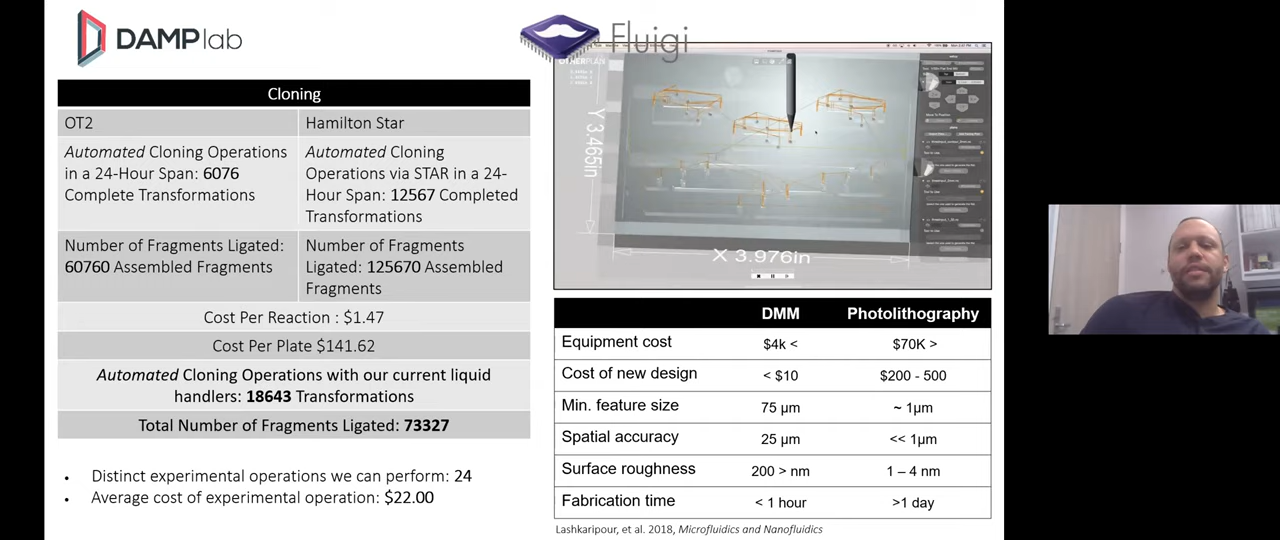 DAMPlab
Fluigi
Cloning
OT2
Hamilton Star
Automated Cloning Operations
in a 24-Hour Span: 6076
Complete Transformations
Automated Cloning
Operations via STAR in a 24-
Hour Span: 12567 Completed
Transformations
Number of Fragments Ligated:
60760 Assembled Fragments
Number of Fragments
Ligated: 125670 Assembled
Fragments
Cost Per Reaction : $1.47
Cost Per Plate $141.62
Automated Cloning Operations with our current liquid
handlers: 18643 Transformations
Total Number of Fragments Ligated: 73327
• Distinct experimental operations we can perform: 24
• Average cost of experimental operation: $22.00
OTHERPLAN
Y 3.465in
X 3.976in
DMM Photolithography
Equipment cost $4k < $70K >
Cost of new design < $10 $200 - 500
Min. feature size 75 µm ~ 1µm
Spatial accuracy 25 µm << 1µm
Surface roughness 200 > nm 1 – 4 nm
Fabrication time < 1 hour >1 day
Lashkaripour, et al. 2018, Microfluidics and Nanofluidics